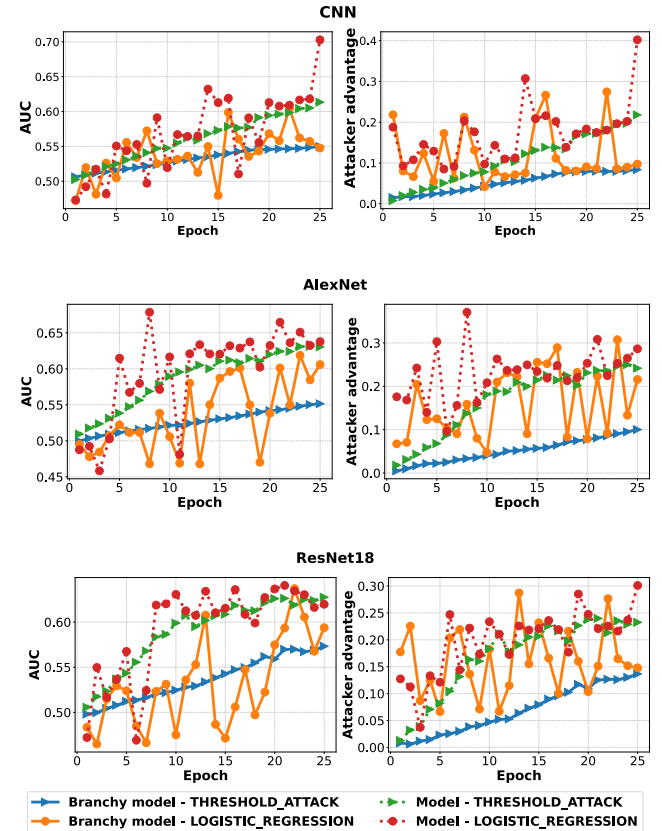 CNN
AUC
0.70
0.65
0.60
0.55
0.50
0 5 10 15 20 25
Epoch
Attacker advantage
0.4
0.3
0.2
0.1
0.0
0 5 10 15 20 25
Epoch
AlexNet
AUC
0.65
0.60
0.55
0.50
0.45
0 5 10 15 20 25
Epoch
Attacker advantage
0.3
0.2
0.1
0.0
0 5 10 15 20 25
Epoch
ResNet18
AUC
0.60
0.55
0.50
0 5 10 15 20 25
Epoch
Attacker advantage
0.30
0.25
0.20
0.15
0.10
0.05
0.00
0 5 10 15 20 25
Epoch
Branchy model - THRESHOLD_ATTACK
Model - THRESHOLD_ATTACK
Branchy model - LOGISTIC_REGRESSION
Model - LOGISTIC_REGRESSION